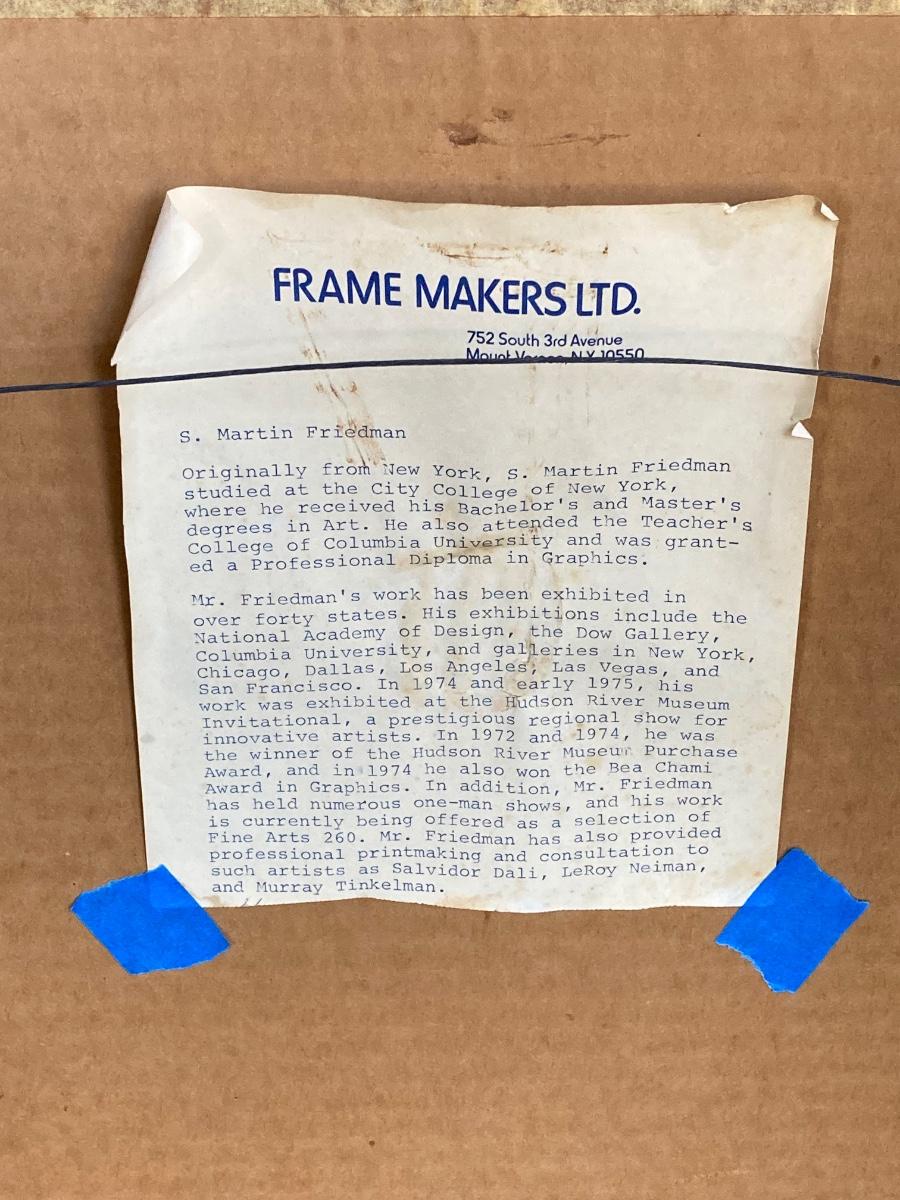 FRAME MAKERS LTD.
752 South 3rd Avenue
Mount Vernon, N.Y. 10550
S. Martin Friedman
Originally from New York, S. Martin Friedman
studied at the City College of New York,
where he received his Bachelor's and Master's
degrees in Art. He also attended the Teacher's
College of Columbia University and was grant-
ed a Professional Diploma in Graphics.
Mr. Friedman's work has been exhibited in
over forty states. His exhibitions include the
National Academy of Design, the Dow Gallery,
Columbia University, and galleries in New York,
Chicago, Dallas, Los Angeles, Las Vegas, and
San Francisco. In 1974 and early 1975, his
work was exhibited at the Hudson River Museum
Invitational, a prestigious regional show for
innovative artists. In 1972 and 1974, he was
the winner of the Hudson River Museum Purchase
Award, and in 1974 he also won the Bea Chami
Award in Graphics. In addition, Mr. Friedman
has held numerous one-man shows, and his work
is currently being offered as a selection of
Fine Arts 260. Mr. Friedman has also provided
professional printmaking and consultation to
such artists as Salvidor Dali, LeRoy Neiman,
and Murray Tinkelman.